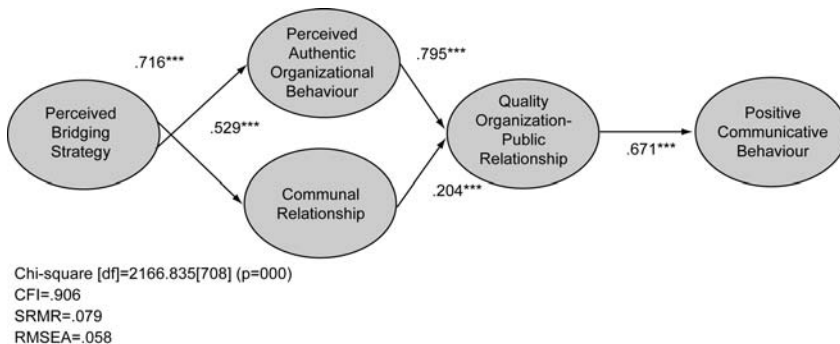 Perceived
Bridging
Strategy
.716***
.529***
Perceived
Authentic
Organizational
Behaviour
Communal
Relationship
.795***
.204***
Quality
Organization-
Public
Relationship
.671***
Positive
Communicative
Behaviour
Chi-square [df]=2166.835[708] (p=000)
CFI=.906
SRMR=.079
RMSEA=.058